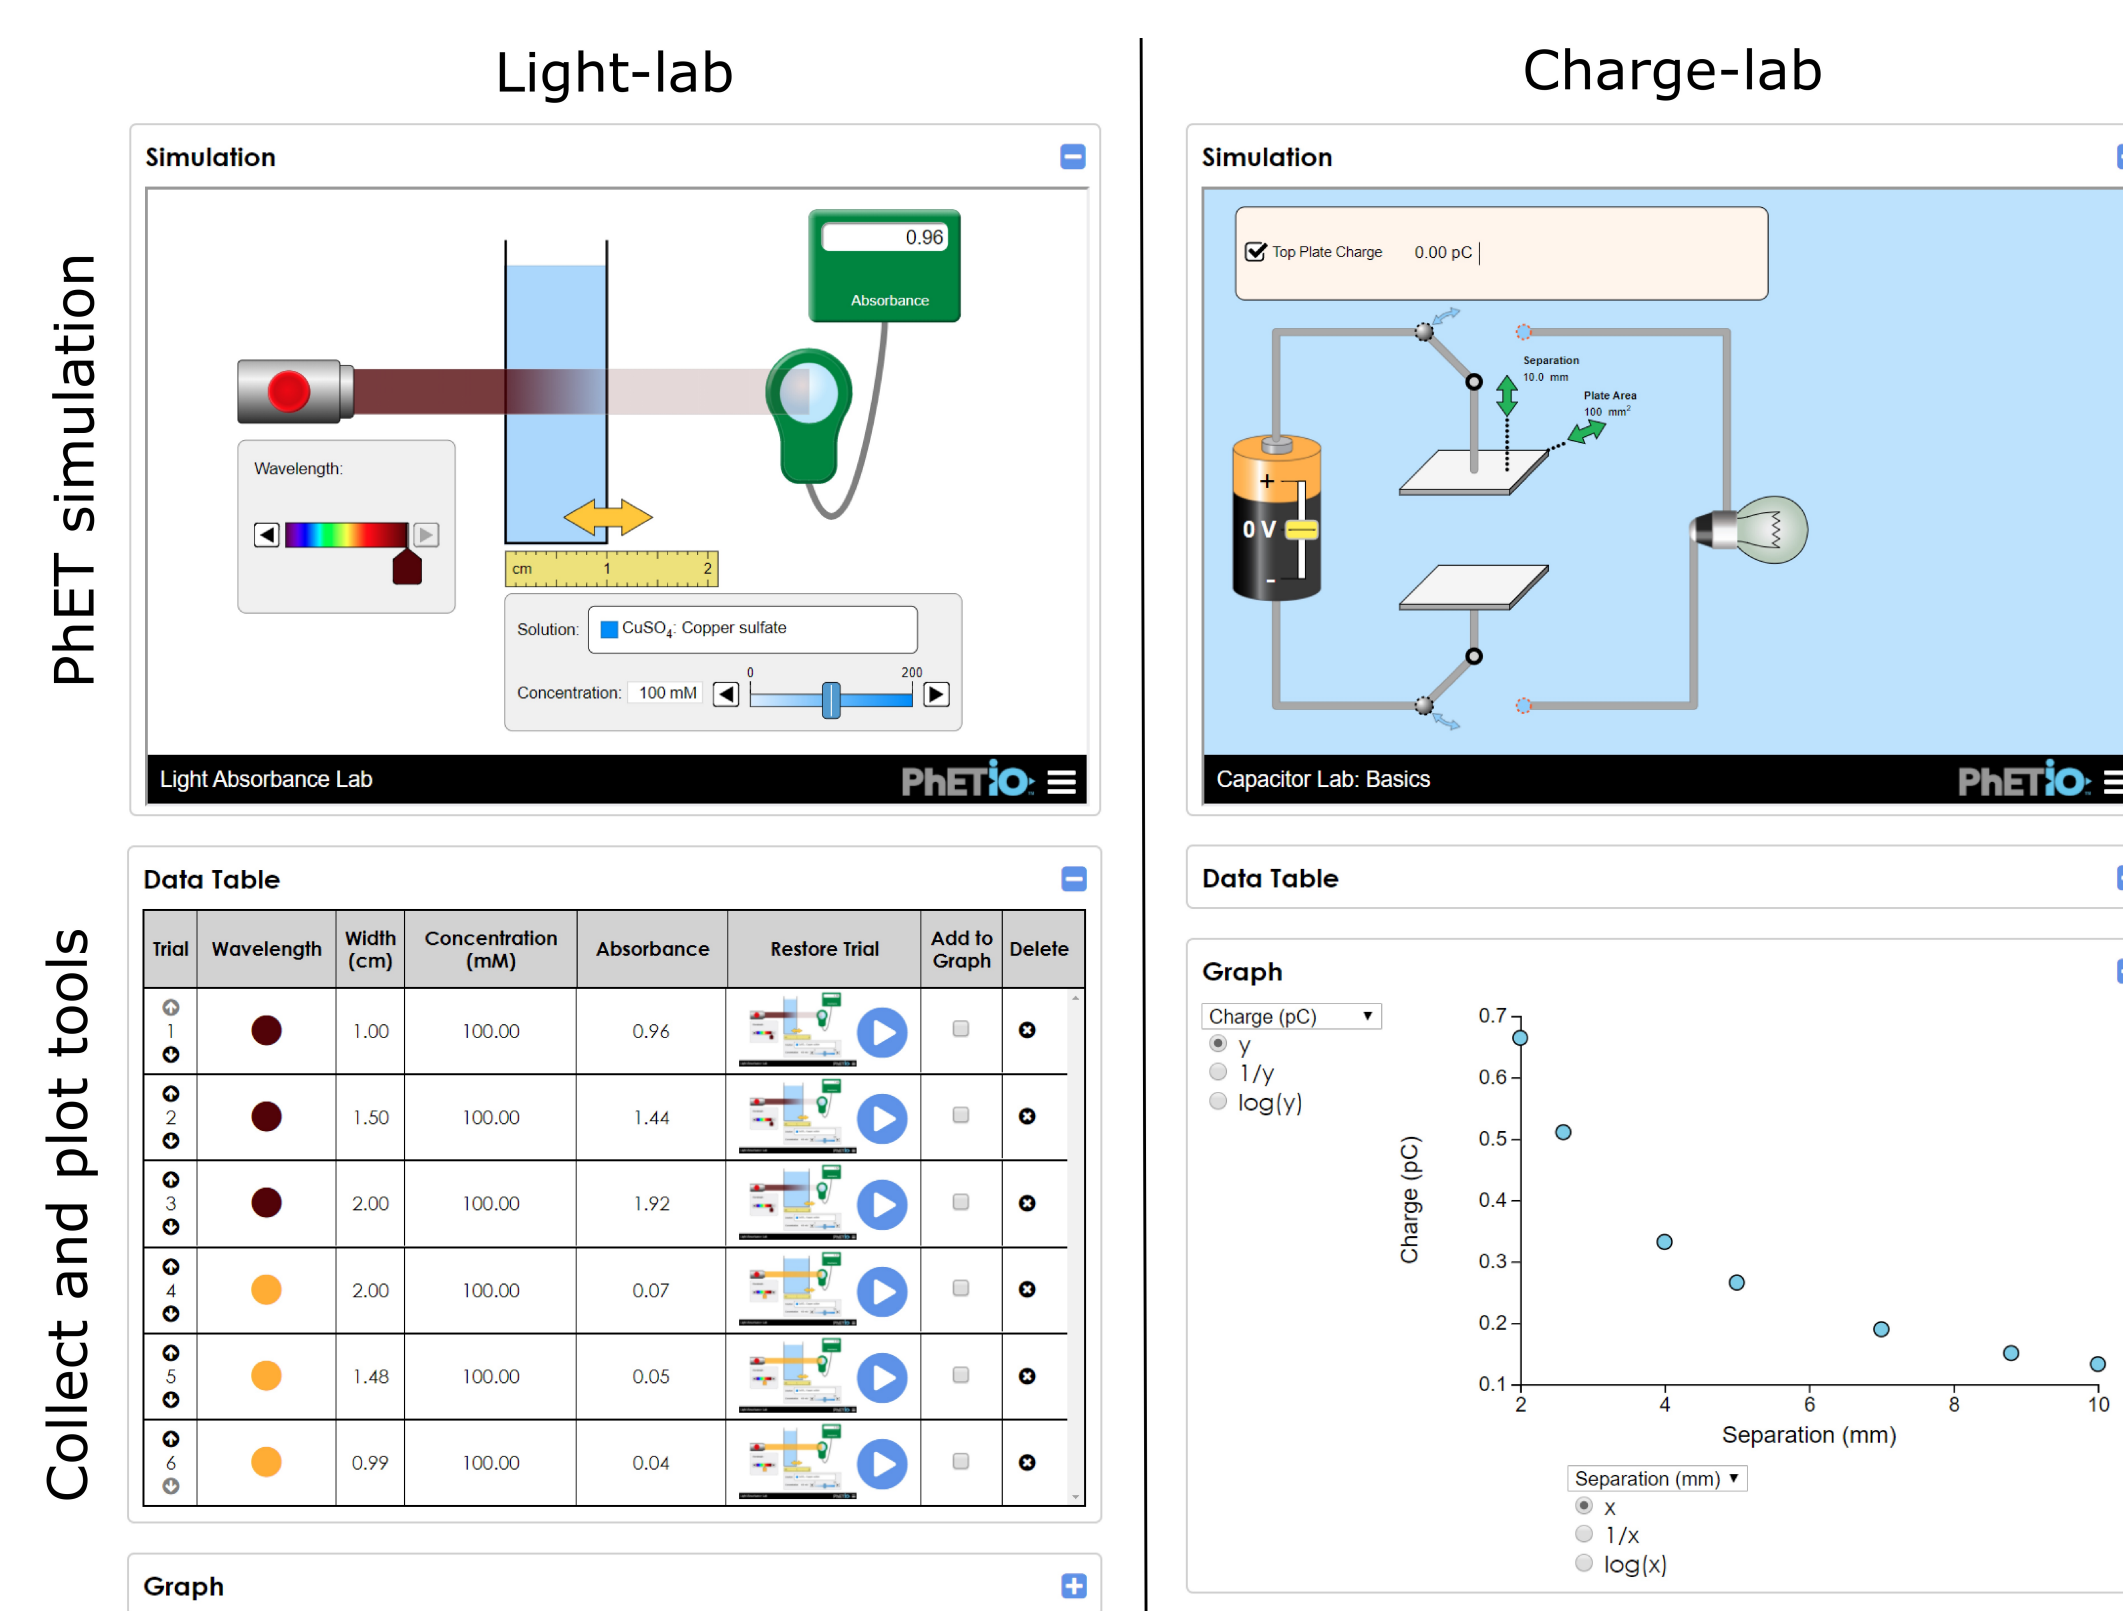 Light-lab
Charge-lab
PhET simulation
Collect and plot tools
Simulation
0.96
Absorbance
Wavelength:
cm 1 2
Solution: CuSO4: Copper sulfate
0 200
Concentration: 100 mM
Light Absorbance Lab PhETiO
Data Table
Trial Wavelength Width (cm) Concentration (mM) Absorbance Restore Trial Add to Graph Delete
1 1.00 100.00 0.96
2 1.50 100.00 1.44
3 2.00 100.00 1.92
4 2.00 100.00 0.07
5 1.48 100.00 0.05
6 0.99 100.00 0.04
Graph
Simulation
Top Plate Charge 0.00 pC
Separation
10.0 mm
Plate Area
100 mm2
+
0 V
-
Capacitor Lab: Basics PhETiO
Data Table
Graph
Charge (pC)
y
1/y
log(y)
Charge (pC)
0.7
0.6
0.5
0.4
0.3
0.2
0.1
2 4 6 8 10
Separation (mm)
Separation (mm)
x
1/x
log(x)